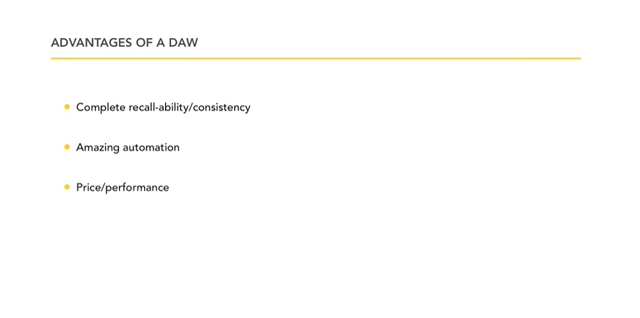 ADVANTAGES OF A DAW
Complete recall-ability/consistency
Amazing automation
Price/performance